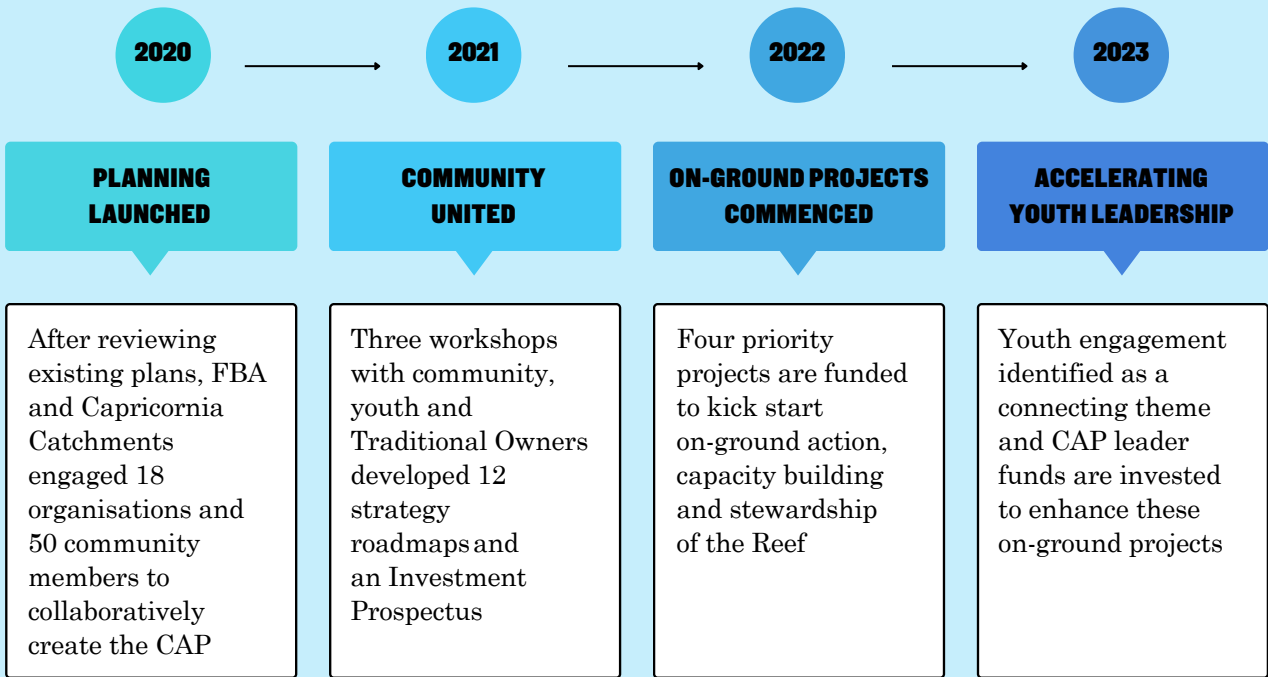 2020
2021
2022
2023
PLANNING
LAUNCHED
COMMUNITY
UNITED
ON-GROUND PROJECTS
COMMENCED
ACCELERATING
YOUTH LEADERSHIP
After reviewing
existing plans, FBA
and Capricornia
Catchments
engaged 18
organisations and
50 community
members to
collaboratively
create the CAP
Three workshops
with community,
youth and
Traditional Owners
developed 12
strategy
roadmaps and
an Investment
Prospectus
Four priority
projects are funded
to kick start
on-ground action,
capacity building
and stewardship
of the Reef
Youth engagement
identified as a
connecting theme
and CAP leader
funds are invested
to enhance these
on-ground projects